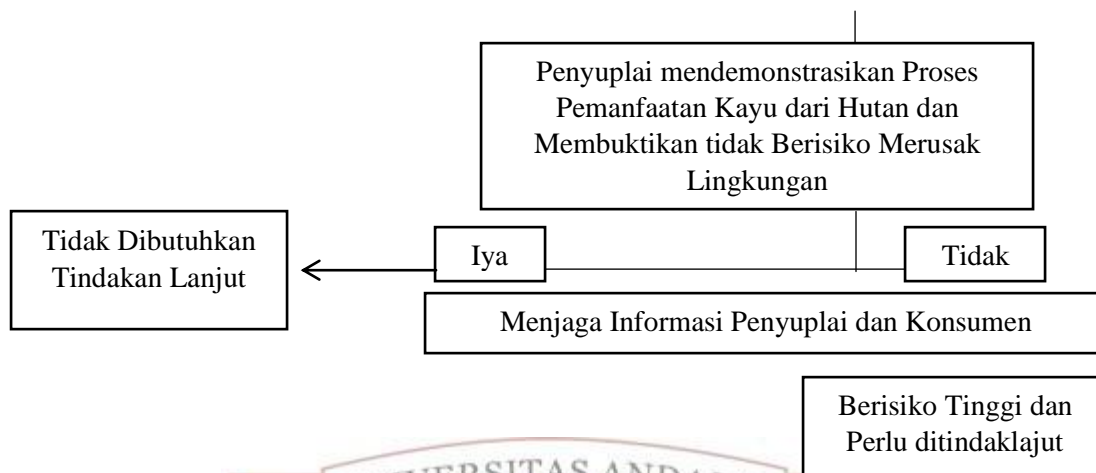 Penyuplai mendemonstrasikan Proses
Pemanfaatan Kayu dari Hutan dan
Membuktikan tidak Berisiko Merusak
Lingkungan
Tidak Dibutuhkan
Tindakan Lanjut
Iya
Tidak
Menjaga Informasi Penyuplai dan Konsumen
Berisiko Tinggi dan
Perlu ditindaklajut